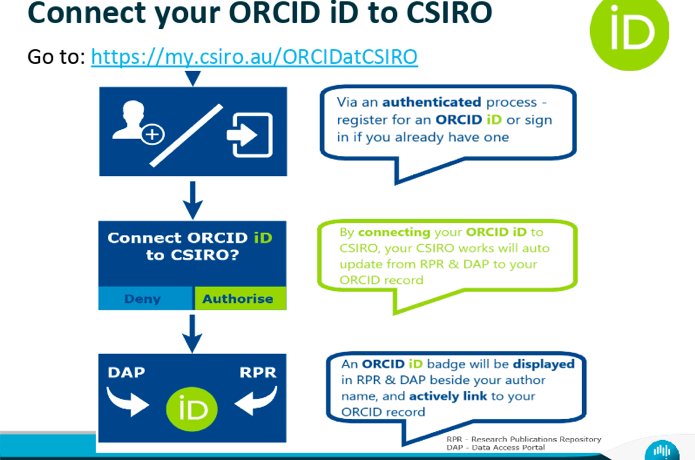 Connect your ORCID iD to CSIRO
iD
Go to: https://my.csiro.au/ORCIDatCSIRO
Via an authenticated process -
register for an ORCID iD or sign
in if you already have one
Connect ORCID iD
to CSIRO?
Deny Authorise
By connecting your ORCID iD to
CSIRO, your CSIRO works will auto
update from RPR & DAP to your
ORCID record
DAP RPR
iD
An ORCID iD badge will be displayed
in RPR & DAP beside your author
name, and actively link to your
ORCID record
RPR - Research Publications Repository
DAP - Data Access Portal